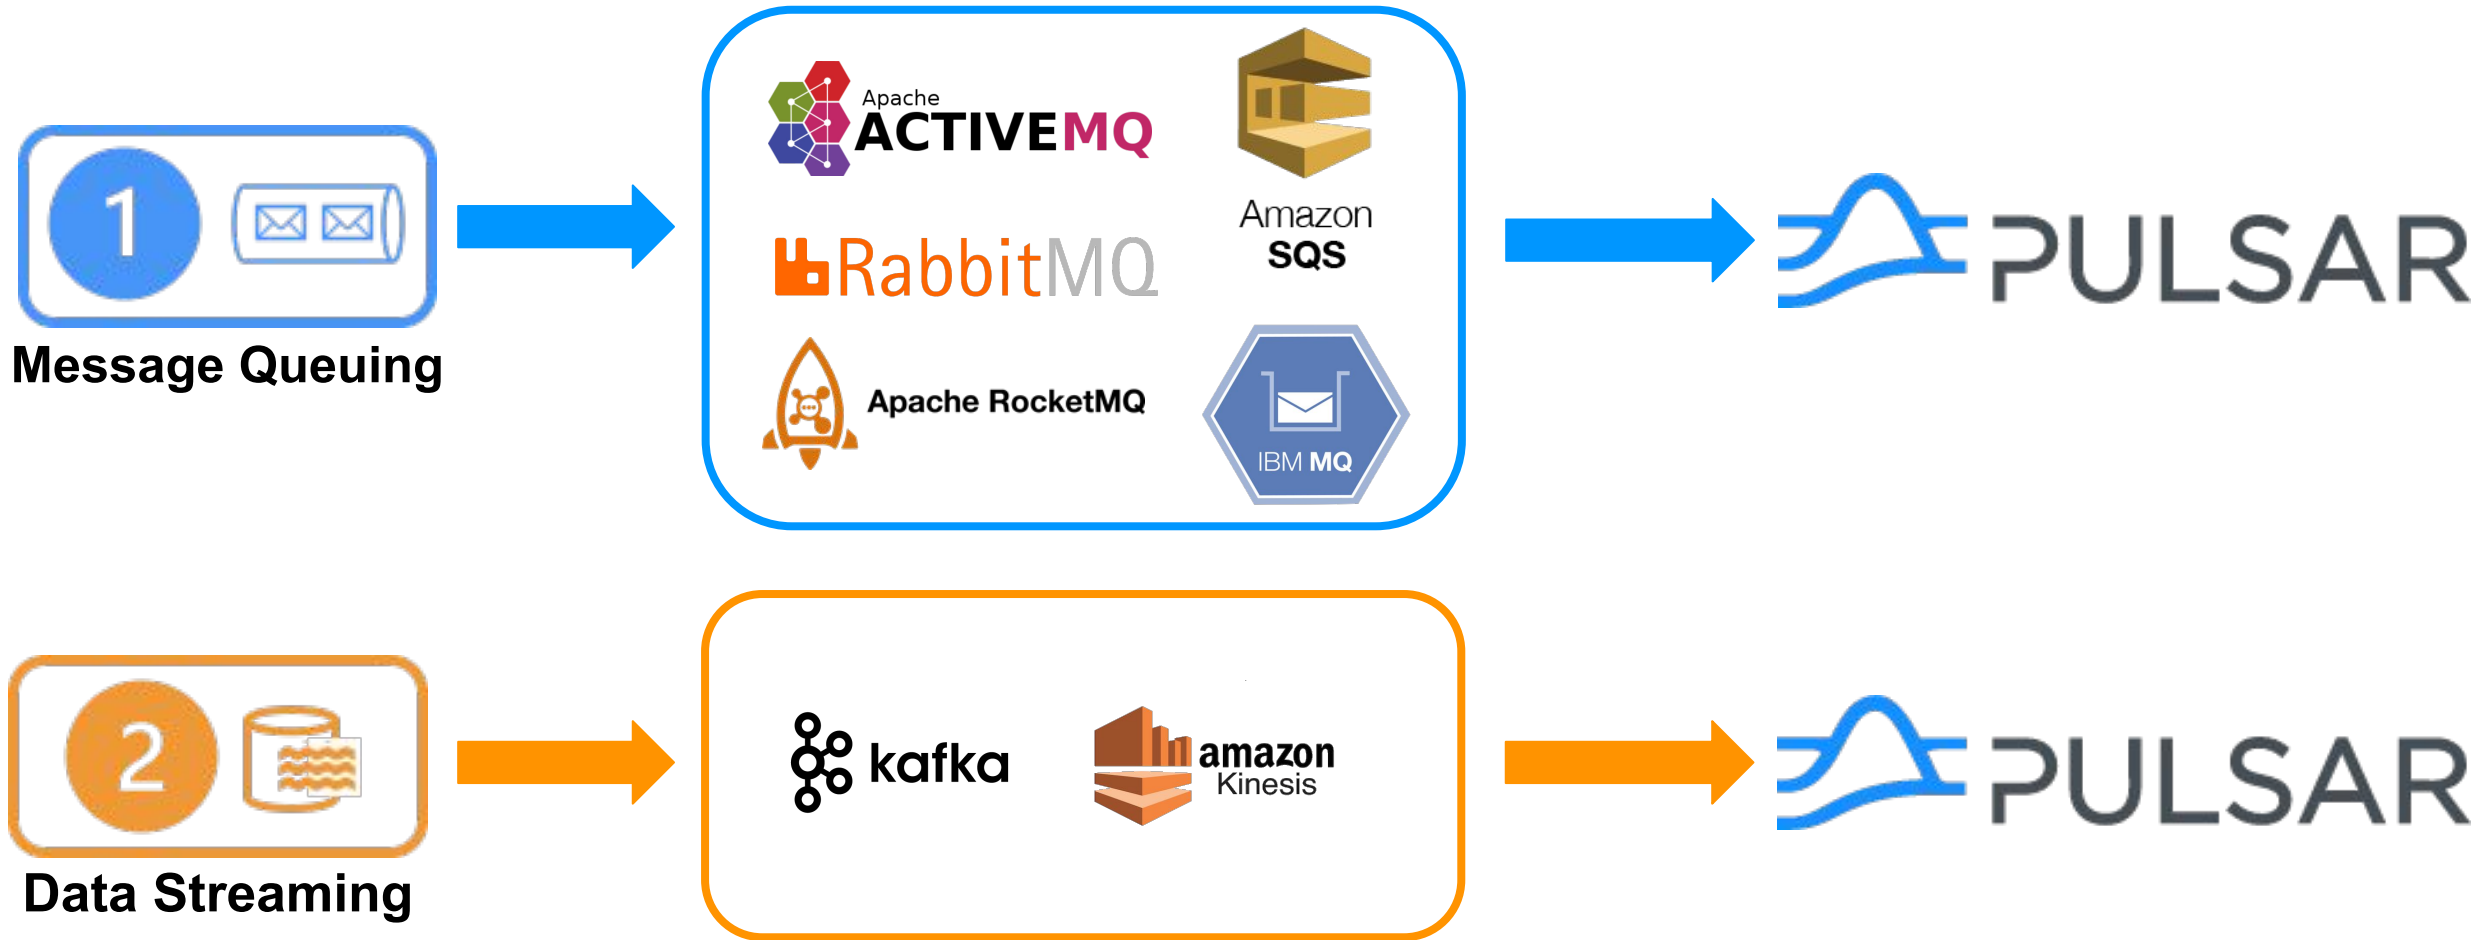 1
Message Queuing
Apache
ACTIVEMQ
Amazon
SQS
RabbitMQ
Apache RocketMQ
IBM MQ
PULSAR
2
Data Streaming
kafka
amazon
Kinesis
PULSAR